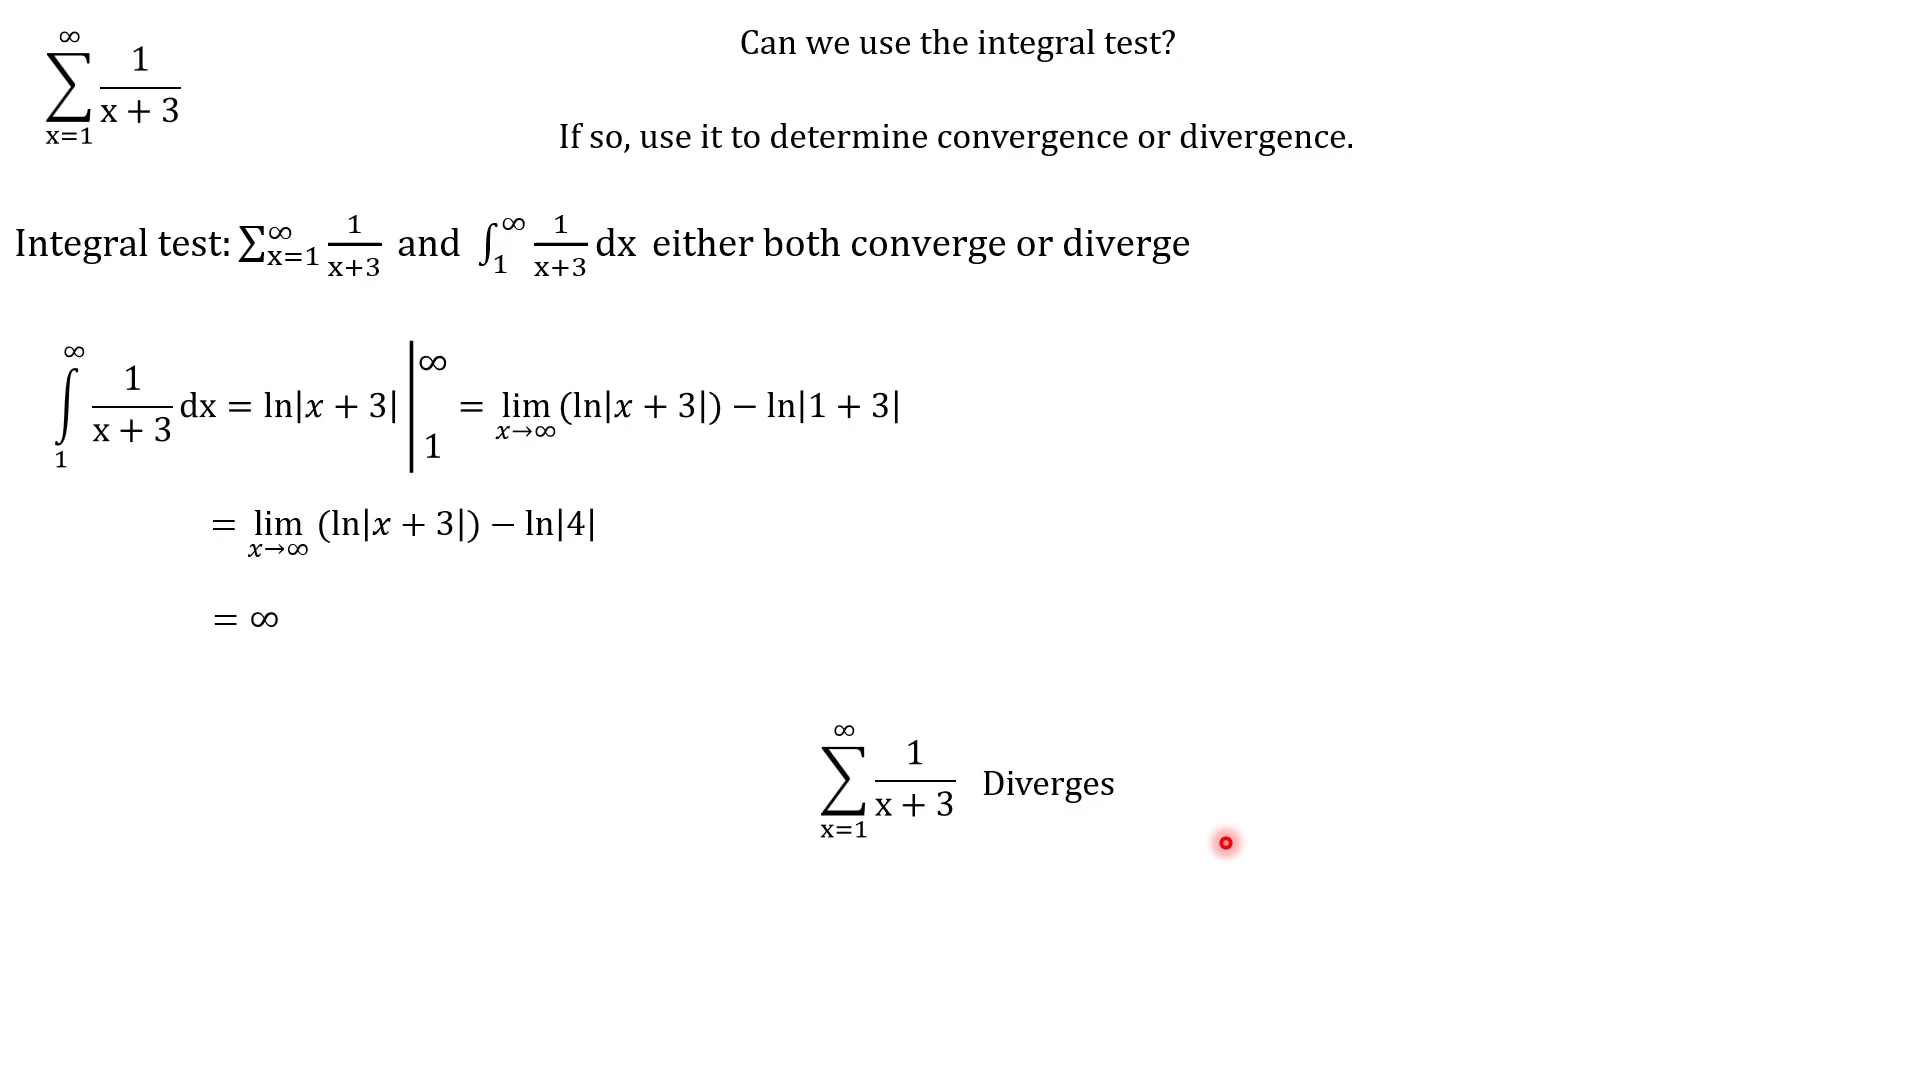 ∑_{x=1}^{∞} 1/(x + 3)
Can we use the integral test?
If so, use it to determine convergence or divergence.
Integral test: ∑_{x=1}^{∞} 1/(x+3) and ∫_1^∞ 1/(x+3) dx either both converge or diverge
∫_1^∞ 1/(x + 3) dx = ln|x + 3| |_1^∞ = lim_{x→∞} (ln|x + 3|) − ln|1 + 3|
= lim_{x→∞} (ln|x + 3|) − ln|4|
= ∞
∑_{x=1}^{∞} 1/(x + 3) Diverges